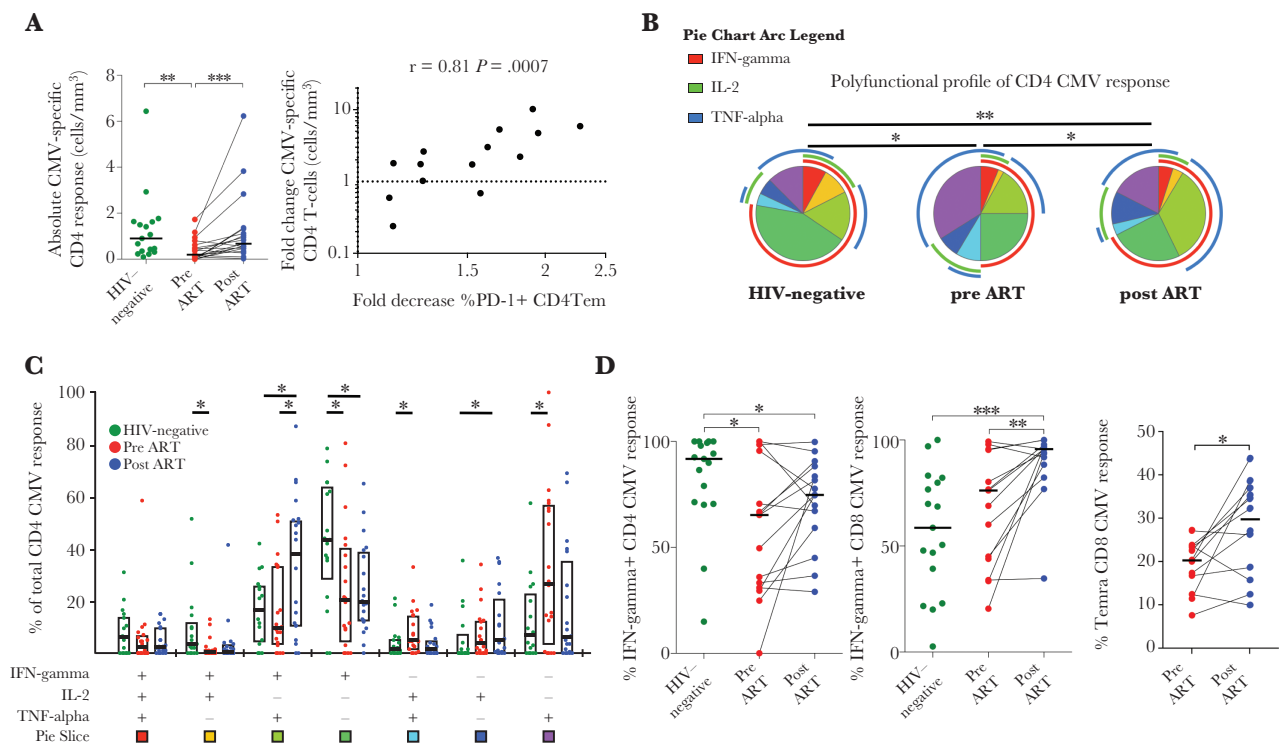 A
Absolute CMV-specific
CD4 response (cells/mm³)
8
6
4
2
0
**
***
HIV–
negative
Pre
ART
Post
ART
r = 0.81 P = .0007
Fold change CMV-specific
CD4 T-cells (cells/mm³)
10
1
0.1
1.5
2
2.5
Fold decrease %PD-1+ CD4Tem
B
Pie Chart Arc Legend
IFN-gamma
IL-2
TNF-alpha
Polyfunctional profile of CD4 CMV response
**
*
*
HIV-negative
pre ART
post ART
C
% of total CD4 CMV response
100
80
60
40
20
HIV-negative
Pre ART
Post ART
*
*
*
*
*
*
*
*
IFN-gamma + + + + – – –
IL-2 + + – – + + –
TNF-alpha + – + – + – +
Pie Slice
D
% IFN-gamma+ CD4 CMV response
100
50
0
*
*
HIV–
negative
Pre
ART
Post
ART
% IFN-gamma+ CD8 CMV response
100
50
0
***
**
HIV–
negative
Pre
ART
Post
ART
% Temra CD8 CMV response
50
40
30
20
10
0
*
Pre
ART
Post
ART